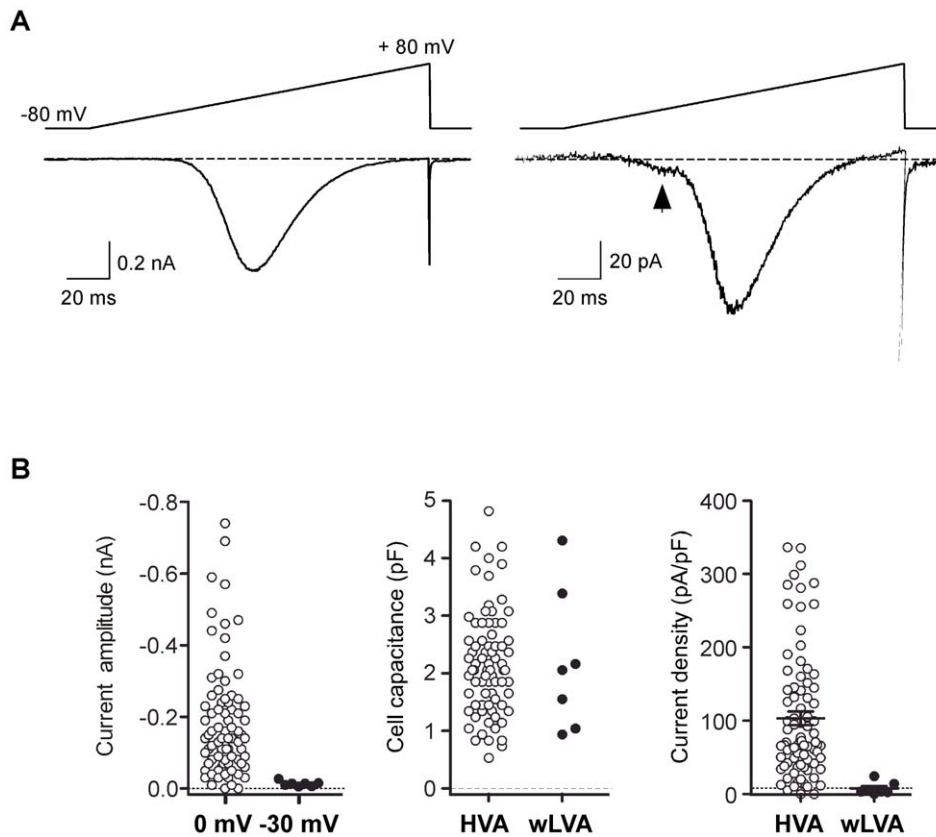 A
+ 80 mV
-80 mV
0.2 nA
20 ms
20 pA
20 ms
B
Current amplitude (nA)
-0.8
-0.6
-0.4
-0.2
0.0
0 mV -30 mV
Cell capacitance (pF)
5
4
3
2
1
0
HVA wLVA
Current density (pA/pF)
400
300
200
100
0
HVA wLVA